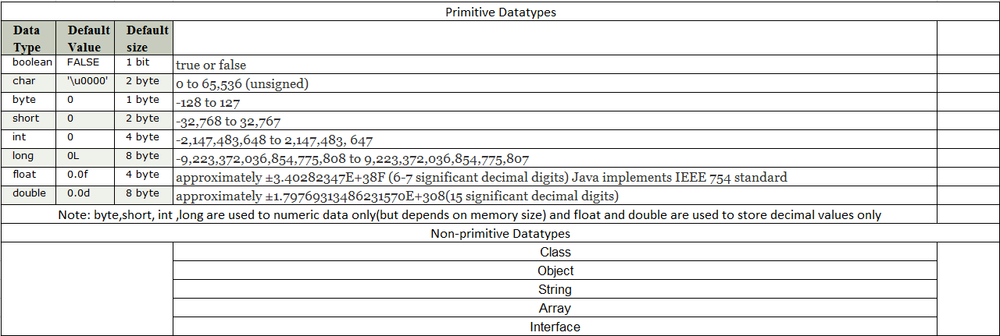 Primitive Datatypes
Data Type Default Value Default size
boolean FALSE 1 bit true or false
char '\u0000' 2 byte 0 to 65,536 (unsigned)
byte 0 1 byte -128 to 127
short 0 2 byte -32,768 to 32,767
int 0 4 byte -2,147,483,648 to 2,147,483, 647
long 0L 8 byte -9,223,372,036,854,775,808 to 9,223,372,036,854,775,807
float 0.0f 4 byte approximately ±3.40282347E+38F (6-7 significant decimal digits) Java implements IEEE 754 standard
double 0.0d 8 byte approximately ±1.79769313486231570E+308(15 significant decimal digits)
Note: byte,short, int ,long are used to numeric data only(but depends on memory size) and float and double are used to store decimal values only
Non-primitive Datatypes
Class
Object
String
Array
Interface